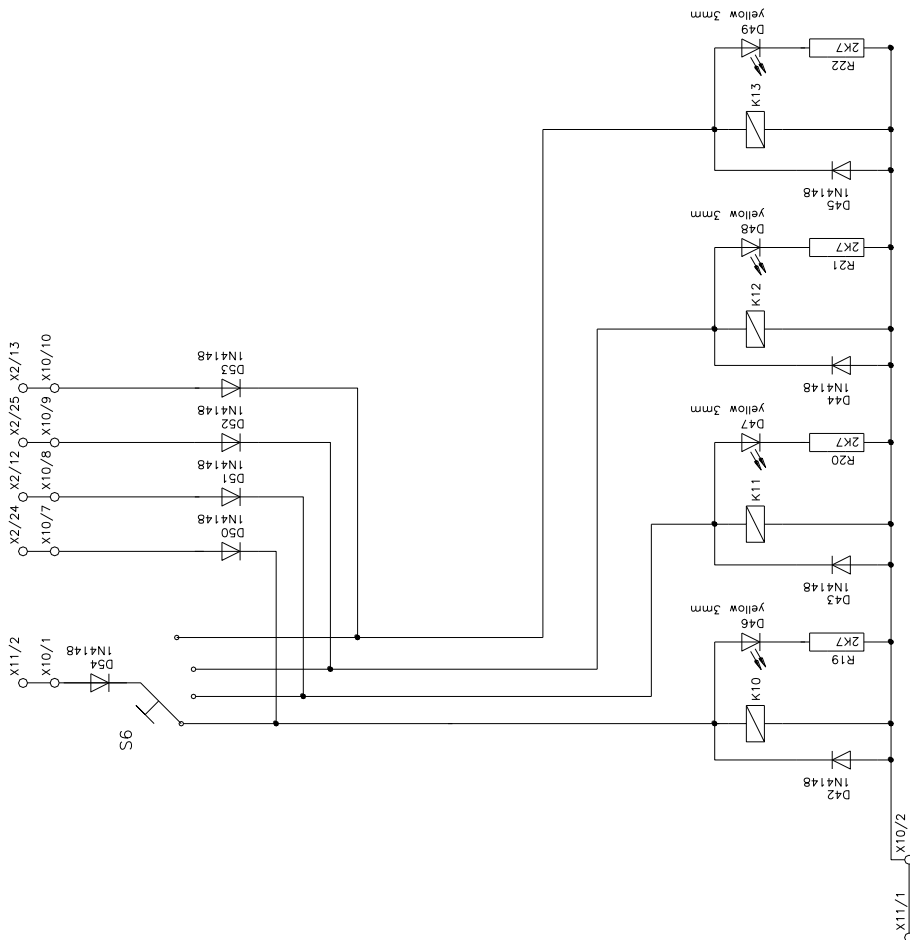 yellow 3mm
D49
2K7
R22
K13
1N4148
D45
yellow 3mm
D48
2K7
R21
K12
1N4148
D44
yellow 3mm
D47
2K7
R20
K11
1N4148
D43
yellow 3mm
D46
2K7
R19
K10
1N4148
D42
X2/13
X10/10
1N4148
D53
X2/25
X10/9
1N4148
D52
X2/12
X10/8
1N4148
D51
X2/24
X10/7
1N4148
D50
X11/2
X10/1
1N4148
D54
S6
X10/2
X11/1